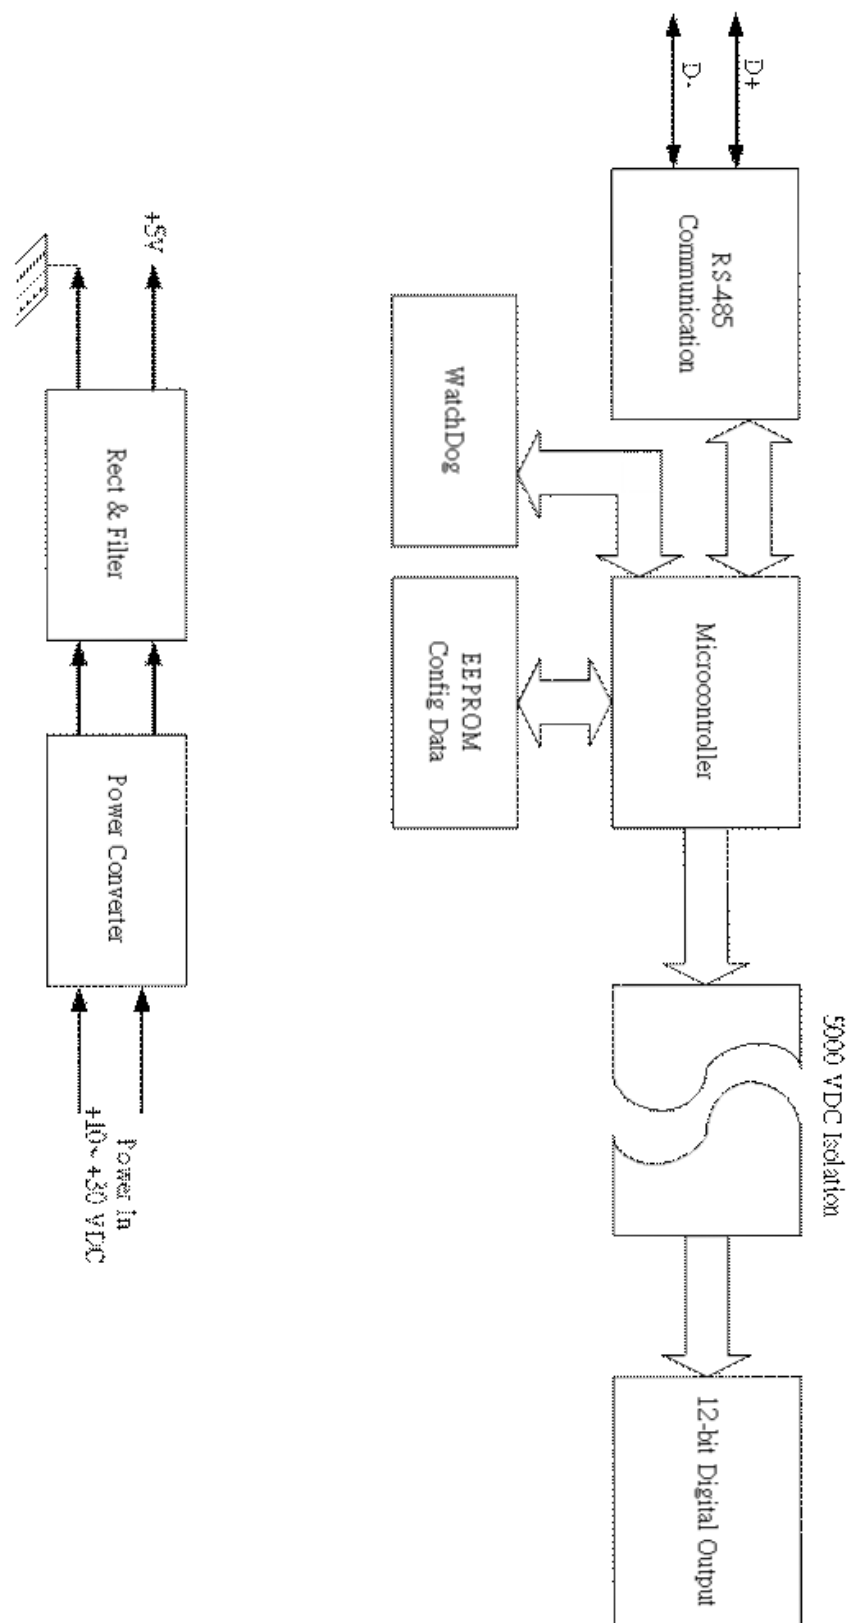 D+
D-
RS-485
Communication
WatchDog
Microcontroller
EEPROM
Config Data
5000 VDC Isolation
12-bit Digital Output
+5V
Rect & Filter
Power Converter
Power in
+10~ +30 VDC